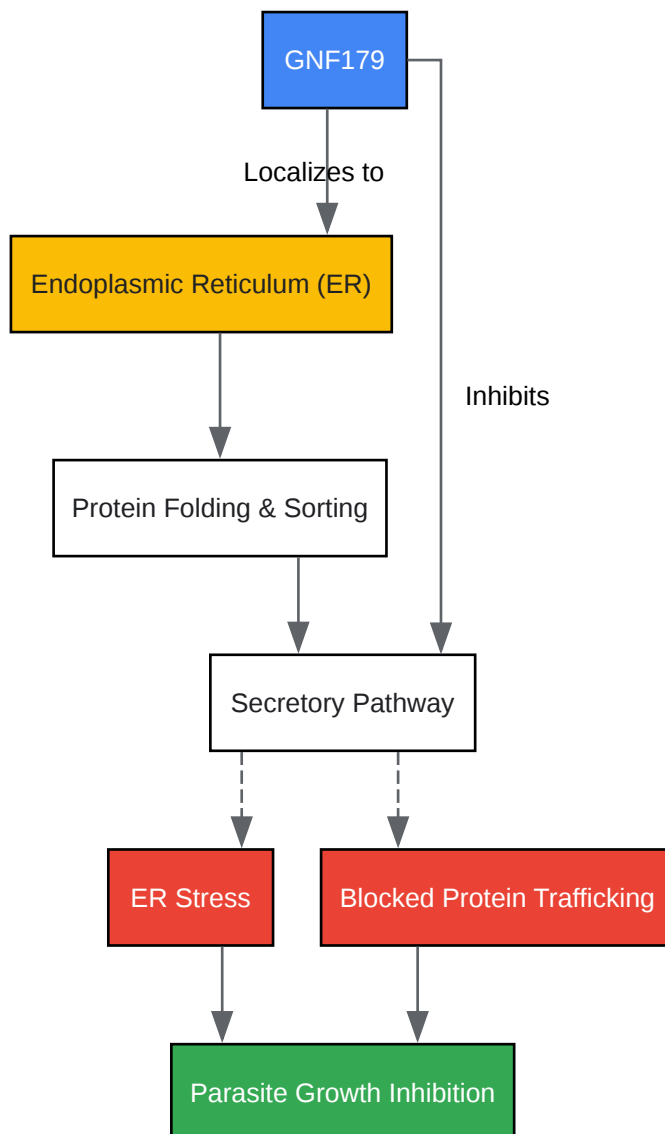 GNF179
Localizes to
Endoplasmic Reticulum (ER)
Inhibits
Protein Folding & Sorting
Secretory Pathway
ER Stress
Blocked Protein Trafficking
Parasite Growth Inhibition